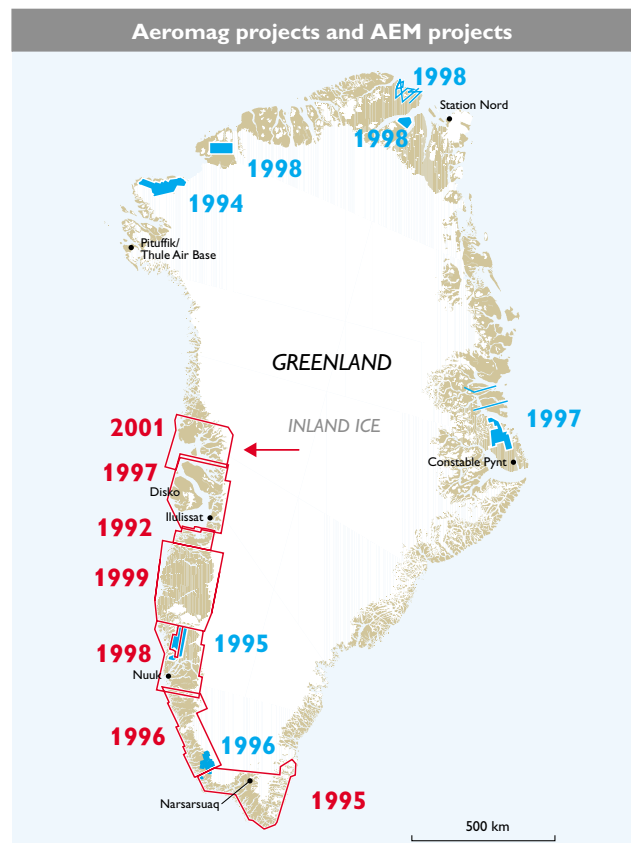 Aeromag projects and AEM projects
1998
Station Nord
1998
1998
1994
Pituffik/
Thule Air Base
GREENLAND
INLAND ICE
2001
1997
1997
Constable Pynt
Disko
Ilulissat
1992
1999
1995
1998
Nuuk
1996
1996
1995
Narsarsuaq
500 km